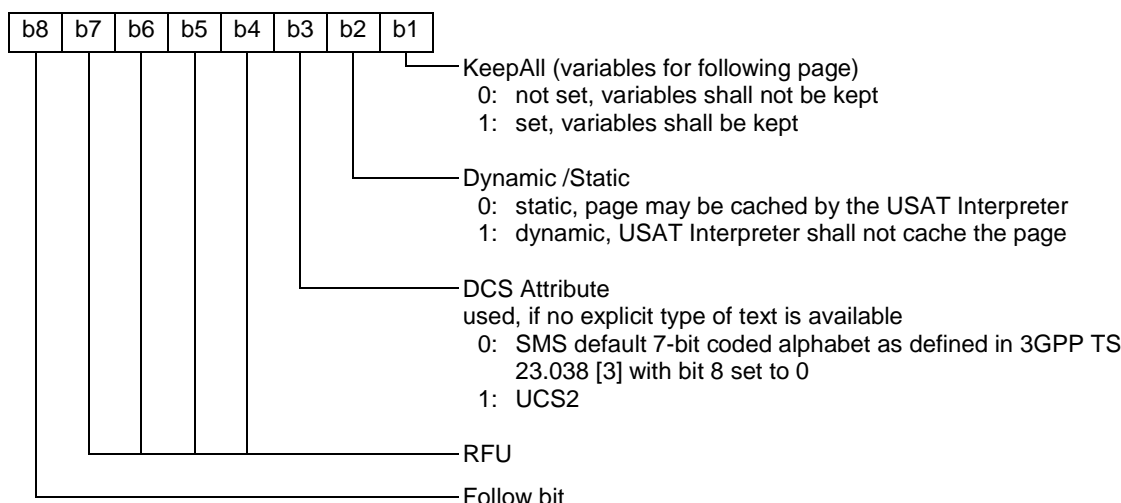 b8 b7 b6 b5 b4 b3 b2 b1
KeepAll (variables for following page)
0: not set, variables shall not be kept
1: set, variables shall be kept
Dynamic /Static
0: static, page may be cached by the USAT Interpreter
1: dynamic, USAT Interpreter shall not cache the page
DCS Attribute
used, if no explicit type of text is available
0: SMS default 7-bit coded alphabet as defined in 3GPP TS
23.038 [3] with bit 8 set to 0
1: UCS2
RFU
Follow bit